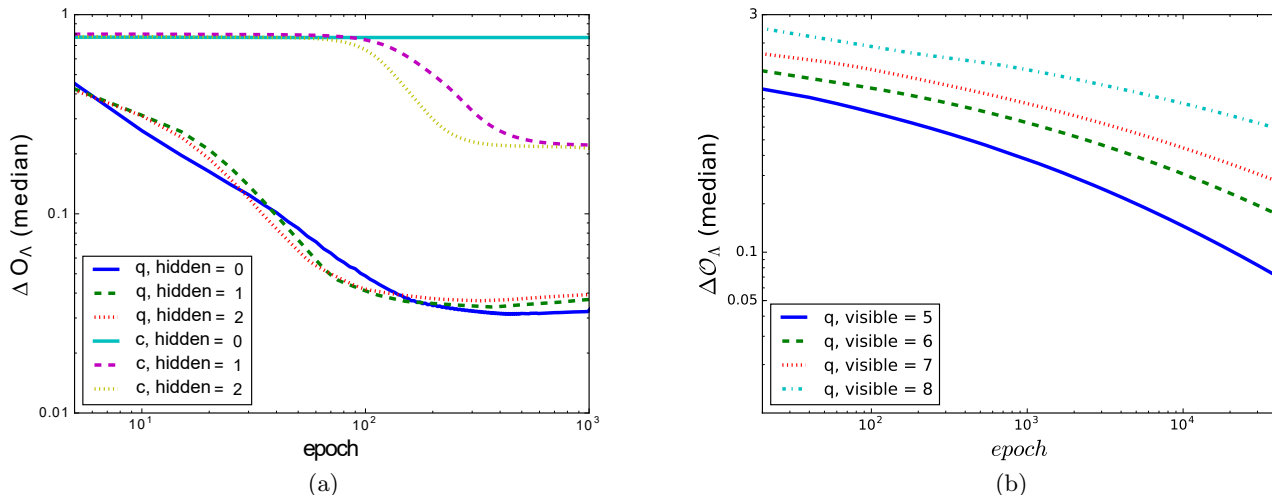 1
0.1
0.01
Δ O_Λ (median)
q, hidden = 0
q, hidden = 1
q, hidden = 2
c, hidden = 0
c, hidden = 1
c, hidden = 2
10^1
10^2
10^3
epoch
(a)
3
0.1
0.05
Δ𝒪_Λ (median)
q, visible = 5
q, visible = 6
q, visible = 7
q, visible = 8
10^2
10^3
10^4
epoch
(b)